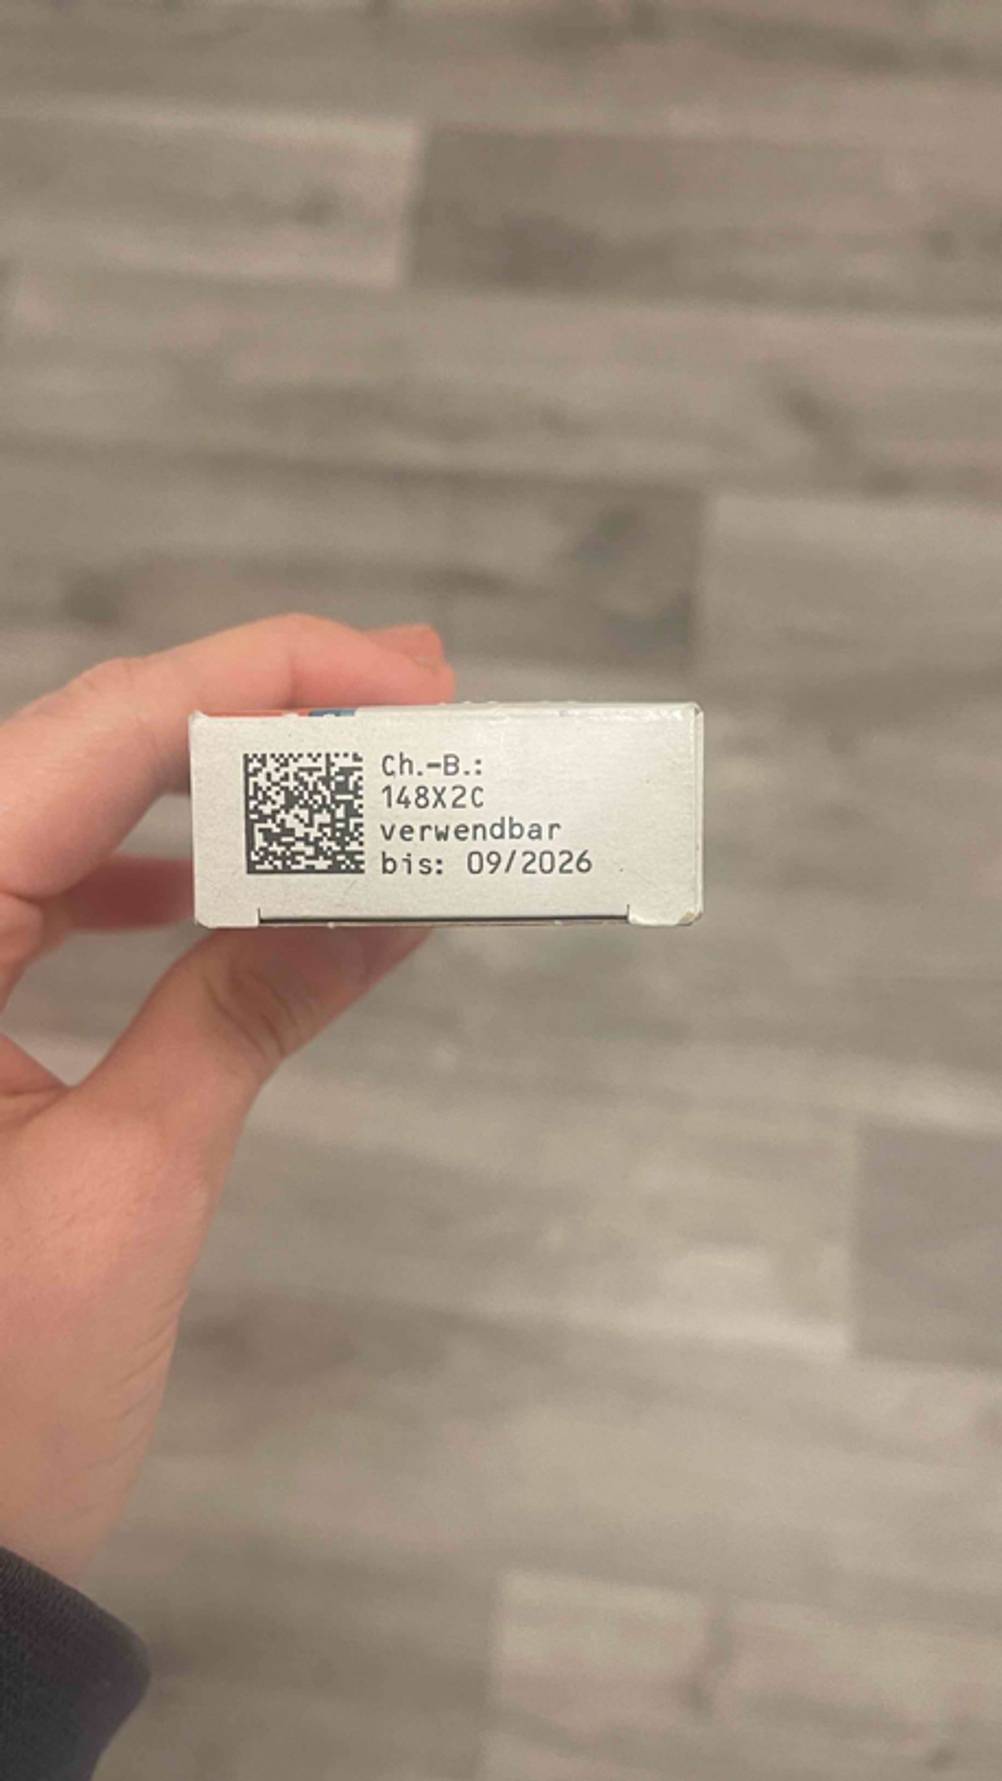 Ch.-B.:
148X2C
verwendbar
bis: 09/2026